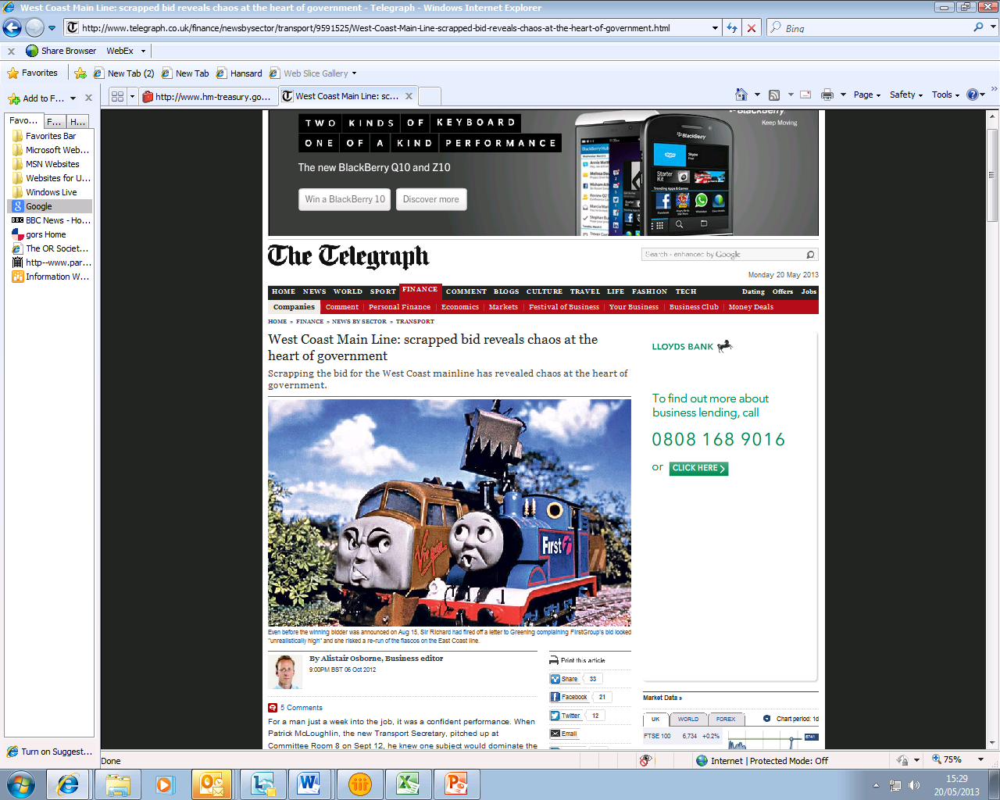 West Coast Main Line: scrapped bid reveals chaos at the heart of government - Telegraph - Windows Internet Explorer
http://www.telegraph.co.uk/finance/newsbysector/transport/9591525/West-Coast-Main-Line-scrapped-bid-reveals-chaos-at-the-heart-of-government.html
Bing
Share Browser WebEx
Favorites New Tab (2) New Tab Hansard Web Slice Gallery
Add to F...
http://www.hm-treasury.go... West Coast Main Line: sc...
Page Safety Tools
Favo... F... H...
Favorites Bar
Microsoft Web...
MSN Websites
Websites for U...
Windows Live
Google
BBC News - Ho...
gors Home
The OR Societ...
http--www.par...
Information W...
Turn on Suggest...
TWO KINDS OF KEYBOARD
ONE OF A KIND PERFORMANCE
The new BlackBerry Q10 and Z10
Win a BlackBerry 10 Discover more
BlackBerry
Keep Moving
BlackBerry
BlackBerry Hub
Skype
Starter Kit
Facebook
WhatsApp
The Telegraph
Search - enhanced by Google
Monday 20 May 2013
HOME NEWS WORLD SPORT FINANCE COMMENT BLOGS CULTURE TRAVEL LIFE FASHION TECH Dating Offers Jobs
Companies Comment Personal Finance Economics Markets Festival of Business Your Business Business Club Money Deals
HOME » FINANCE » NEWS BY SECTOR » TRANSPORT
West Coast Main Line: scrapped bid reveals chaos at the
heart of government
Scrapping the bid for the West Coast mainline has revealed chaos at the heart of
government.
Virgin
First
Even before the winning bidder was announced on Aug 15, Sir Richard had fired off a letter to Greening complaining FirstGroup's bid looked
"unrealistically high" and she risked a re-run of the fiascos on the East Coast line.
By Alistair Osborne, Business editor
9:00PM BST 06 Oct 2012
5 Comments
For a man just a week into the job, it was a confident performance. When
Patrick McLoughlin, the new Transport Secretary, pitched up at
Committee Room 8 on Sept 12, he knew one subject would dominate the
Print this article
Share 33
Facebook 21
Twitter 12
Email
LLOYDS BANK
To find out more about
business lending, call
0808 168 9016
or CLICK HERE
Market Data »
UK WORLD FOREX Chart period: 1d
FTSE 100 6,734 +0.2%
6741
Done Internet | Protected Mode: Off 75%
15:29
20/05/2013